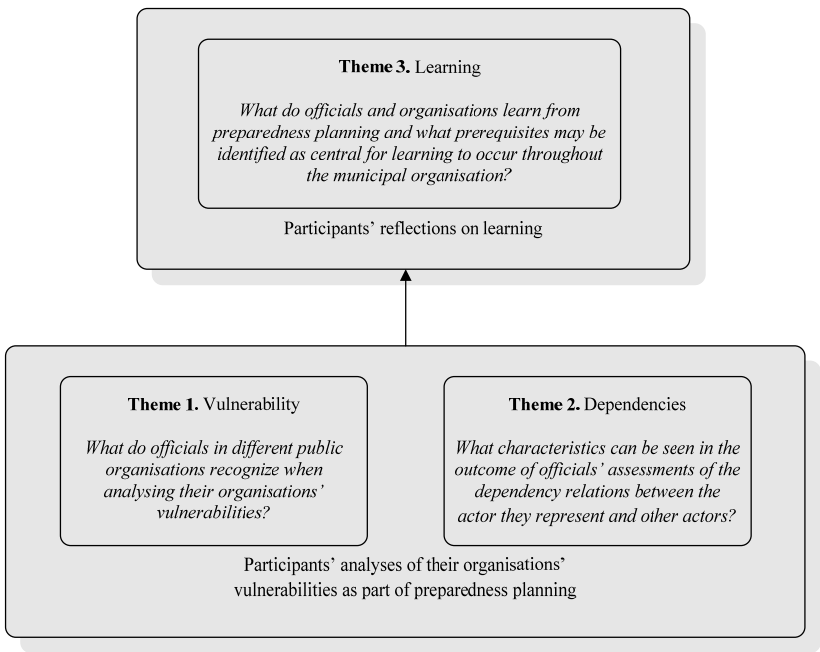 Theme 3. Learning
What do officials and organisations learn from
preparedness planning and what prerequisites may be
identified as central for learning to occur throughout
the municipal organisation?
Participants’ reflections on learning
Theme 1. Vulnerability
What do officials in different public
organisations recognize when
analysing their organisations’
vulnerabilities?
Theme 2. Dependencies
What characteristics can be seen in the
outcome of officials’ assessments of the
dependency relations between the
actor they represent and other actors?
Participants’ analyses of their organisations’
vulnerabilities as part of preparedness planning